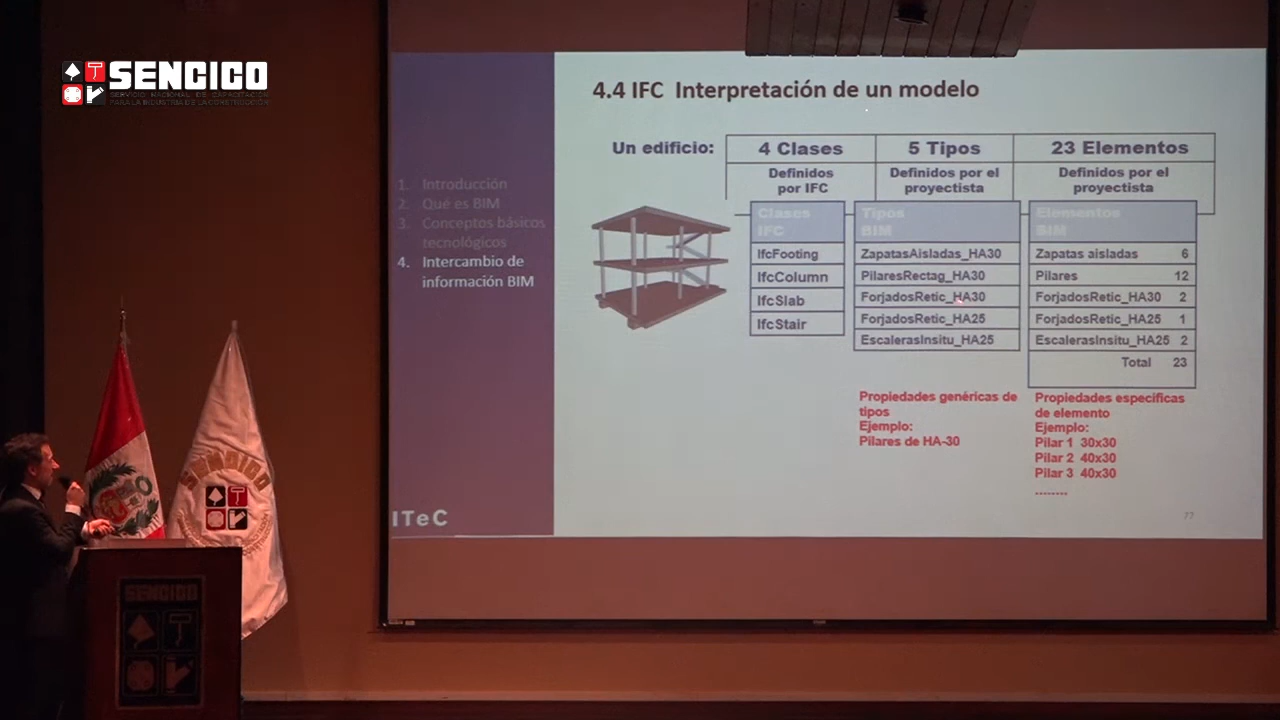 SENCICO
SERVICIO NACIONAL DE CAPACITACIÓN
PARA LA INDUSTRIA DE LA CONSTRUCCIÓN
4.4 IFC Interpretación de un modelo
1. Introducción
2. Qué es BIM
3. Conceptos básicos
tecnológicos
4. Intercambio de
información BIM
ITeC
Un edificio:
4 Clases
5 Tipos
23 Elementos
Definidos
por IFC
Definidos por el
proyectista
Definidos por el
proyectista
Clases
IFC
IfcFooting
IfcColumn
IfcSlab
IfcStair
Tipos
BIM
ZapatasAisladas_HA30
PilaresRectag_HA30
ForjadosRetic_HA30
ForjadosRetic_HA25
EscalerasInsitu_HA25
Elementos
BIM
Zapatas aisladas 6
Pilares 12
ForjadosRetic_HA30 2
ForjadosRetic_HA25 1
EscalerasInsitu_HA25 2
Total 23
Propiedades genéricas de
tipos
Ejemplo:
Pilares de HA-30
Propiedades especificas
de elemento
Ejemplo:
Pilar 1 30x30
Pilar 2 40x30
Pilar 3 40x30
--------
77
SENCICO
SENCICO